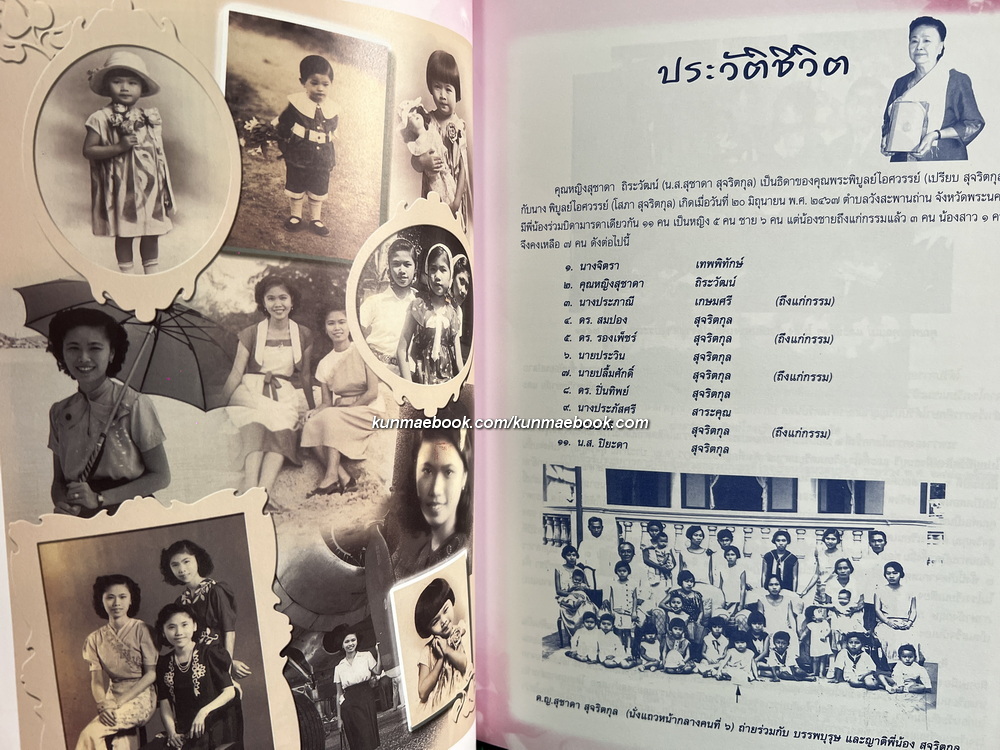 ประวัติชีวิต
คุณหญิงสุชาดา ถิระวัฒน์ (น.ส.สุชาดา สุจริตกุล) เป็นธิดาของคุณพระพิบูลย์ไอศวรรย์ (เปรียบ สุจริตกุล
กับนาง พิบูลย์ไอศวรรย์ (โสภา สุจริตกุล) เกิดเมื่อวันที่ ๒๐ มิถุนายน พ.ศ. ๒๔๖๗ ตำบลวังสะพานถ่าน จังหวัดพระนค
มีพี่น้องร่วมบิดามารดาเดียวกัน ๑๑ คน เป็นหญิง ๕ คน ชาย ๖ คน แต่น้องชายถึงแก่กรรมแล้ว ๓ คน น้องสาว ๑ ค
จึงคงเหลือ ๗ คน ดังต่อไปนี้
๑. นางจิตรา เทพพิทักษ์
๒. คุณหญิงสุชาดา ถิระวัฒน์
๓. นางประภาณี เกษมศรี (ถึงแก่กรรม)
๔. ดร. สมปอง สุจริตกุล
๕. ดร. รองเพ็ชร์ สุจริตกุล (ถึงแก่กรรม)
๖. นายประวิน สุจริตกุล
๗. นายปลื้มศักดิ์ สุจริตกุล (ถึงแก่กรรม)
๘. ดร. ปิ่นทิพย์ สุจริตกุล
๙. นางประภัสศรี สาระคุณ
kunmaebook.com/kunmaebook.com
สุจริตกุล (ถึงแก่กรรม)
๑๑. น.ส. ปิยะดา สุจริตกุล
ด.ญ.สุชาดา สุจริตกุล (นั่งแถวหน้ากลางคนที่ ๖) ถ่ายร่วมกับ บรรพบุรุษ และญาติพี่น้อง สุจริตกุล